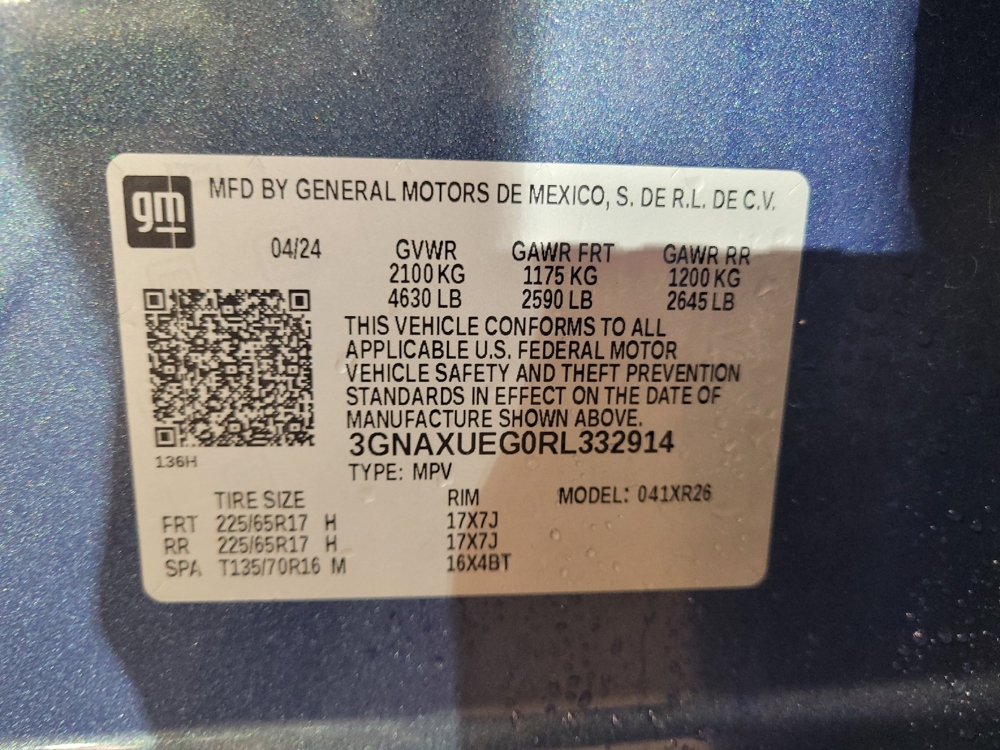 gm
MFD BY GENERAL MOTORS DE MEXICO, S. DE R.L. DE C.V.
04/24 GVWR GAWR FRT GAWR RR
2100 KG 1175 KG 1200 KG
4630 LB 2590 LB 2645 LB
THIS VEHICLE CONFORMS TO ALL
APPLICABLE U.S. FEDERAL MOTOR
VEHICLE SAFETY AND THEFT PREVENTION
STANDARDS IN EFFECT ON THE DATE OF
MANUFACTURE SHOWN ABOVE.
3GNAXUEG0RL332914
136H
TYPE: MPV
TIRE SIZE RIM MODEL: 041XR26
FRT 225/65R17 H 17X7J
RR 225/65R17 H 17X7J
SPA T135/70R16 M 16X4BT